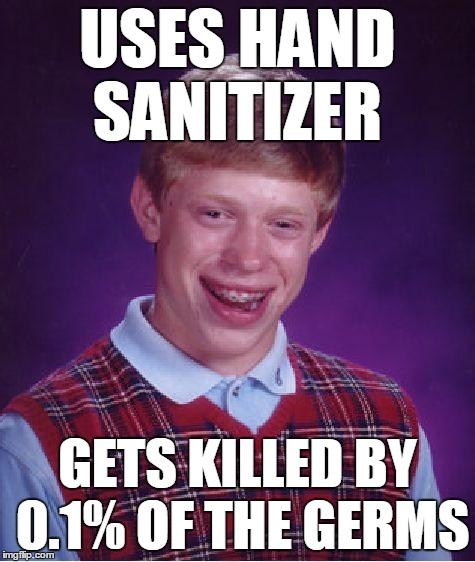 USES HAND
SANITIZER
GETS KILLED BY
0.1% OF THE GERMS
imgflip.com